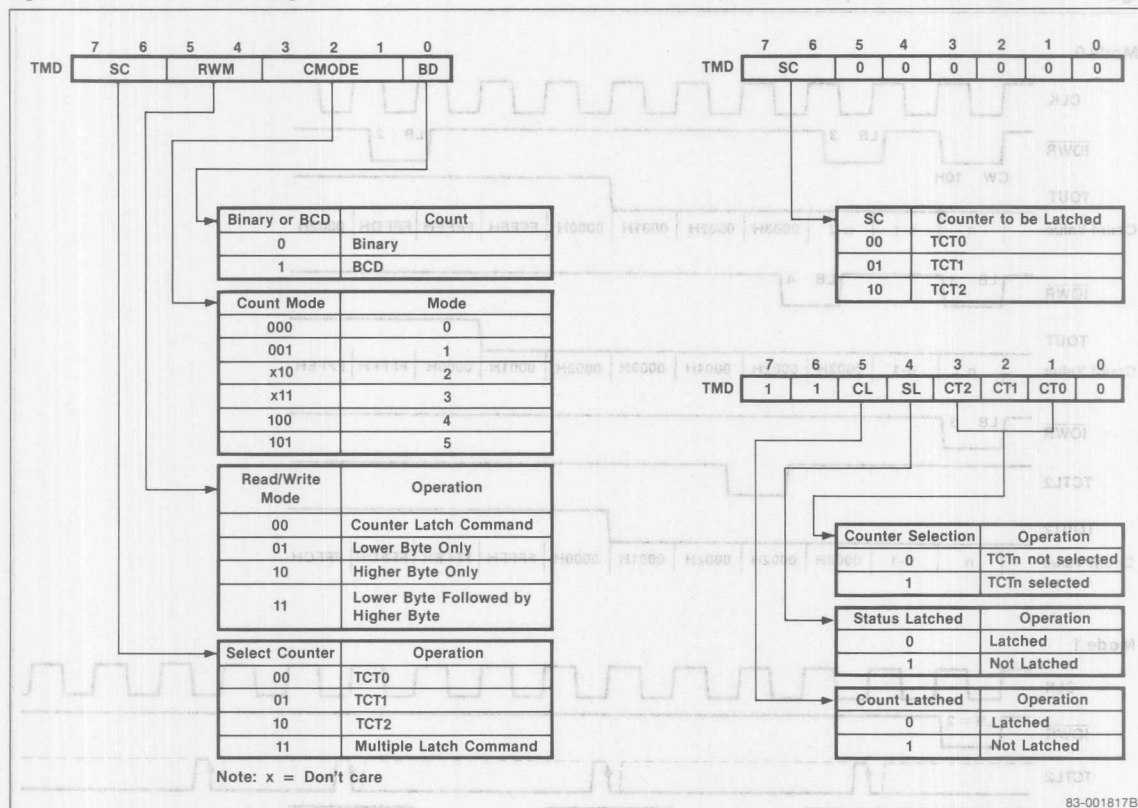 7 6 5 4 3 2 1 0
TMD SC RWM CMODE BD
Binary or BCD Count
0 Binary
1 BCD
Count Mode Mode
000 0
001 1
x10 2
x11 3
100 4
101 5
Read/Write Mode Operation
00 Counter Latch Command
01 Lower Byte Only
10 Higher Byte Only
11 Lower Byte Followed by Higher Byte
Select Counter Operation
00 TCT0
01 TCT1
10 TCT2
11 Multiple Latch Command
Note: x = Don't care
7 6 5 4 3 2 1 0
TMD SC 0 0 0 0 0 0
SC Counter to be Latched
00 TCT0
01 TCT1
10 TCT2
7 6 5 4 3 2 1 0
TMD 1 1 CL SL CT2 CT1 CT0 0
Counter Selection Operation
0 TCTn not selected
1 TCTn selected
Status Latched Operation
0 Latched
1 Not Latched
Count Latched Operation
0 Latched
1 Not Latched
83-001817B